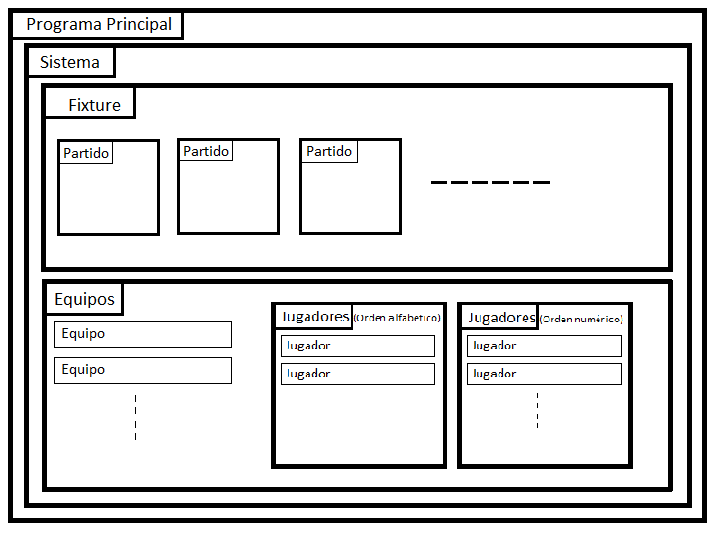 Programa Principal
Sistema
Fixture
Partido
Partido
Partido
Equipos
Equipo
Equipo
Jugadores (Orden alfabetico)
Jugador
Jugador
Jugadores (Orden numérico)
Jugador
Jugador